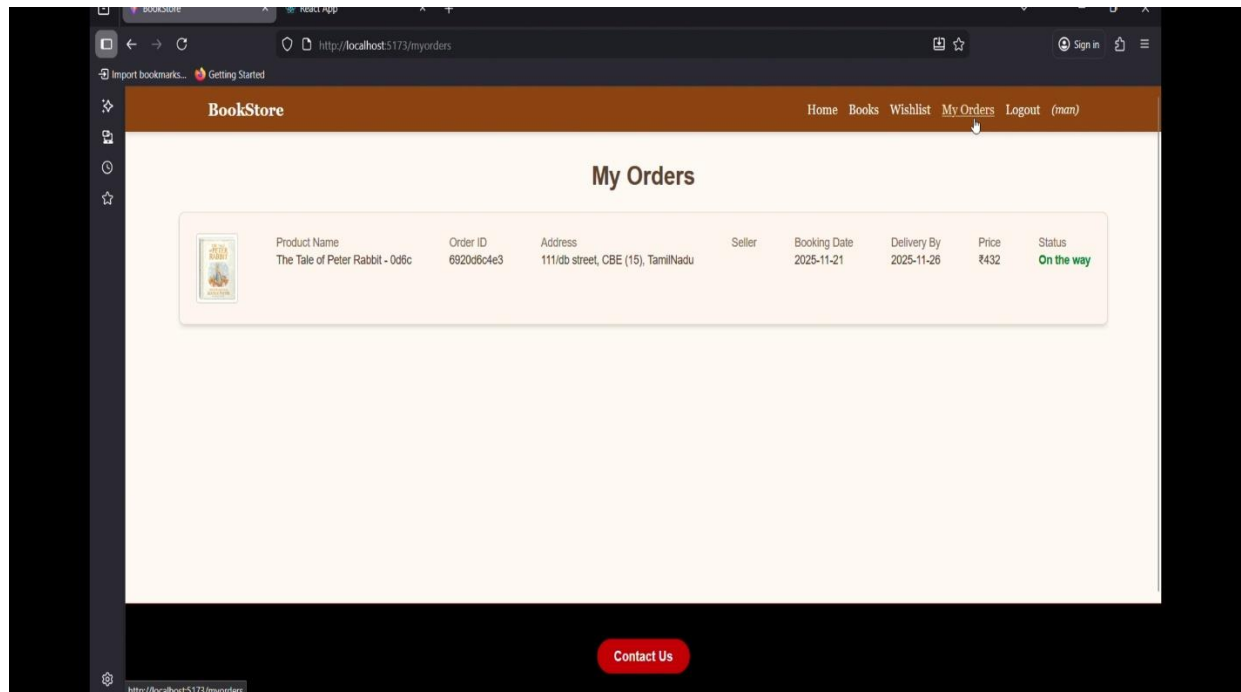 BookStore
React App
http://localhost:5173/myorders
Sign in
Import bookmarks...
Getting Started
BookStore
Home Books Wishlist My Orders Logout (man)
My Orders
Product Name Order ID Address Seller Booking Date Delivery By Price Status
The Tale of Peter Rabbit - 0d6c 6920d6c4e3 111/db street, CBE (15), TamilNadu 2025-11-21 2025-11-26 ₹432 On the way
Contact Us
http://localhost:5173/myorders